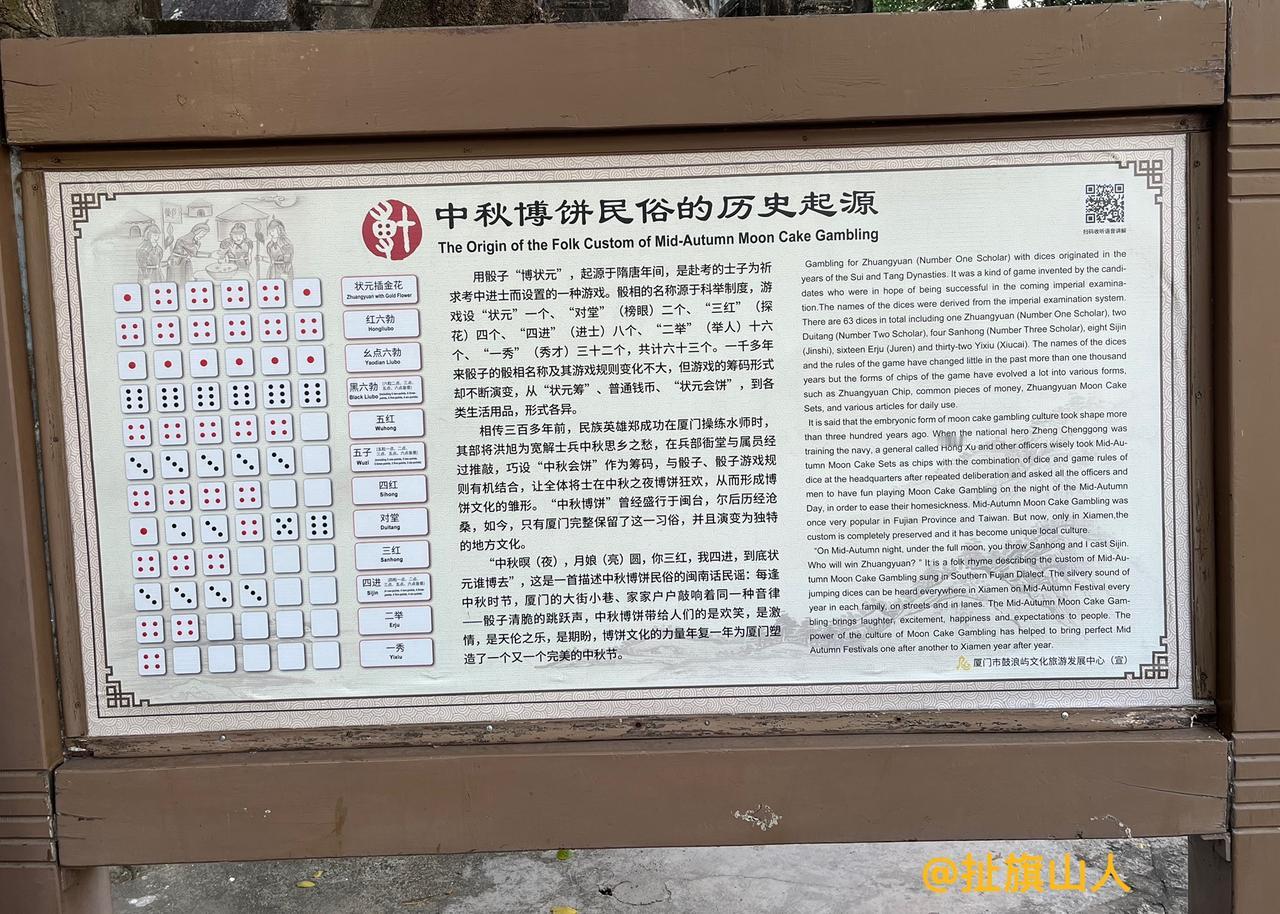 中秋博饼民俗的历史起源
The Origin of the Folk Custom of Mid-Autumn Moon Cake Gambling
扫码收听语音讲解
状元插金花
Zhuangyuan with Gold Flower
红六勃
Hongliubo
幺点六勃
Yaodian Liubo
黑六勃
Black Liubo
五红
Wuhong
五子
Wuzi
四红
Sihong
对堂
Duitang
三红
Sanhong
四进
Sijin
二举
Erju
一秀
Yixiu
用骰子“博状元”，起源于隋唐年间，是赴考的士子为祈
求考中进士而设置的一种游戏。骰相的名称源于科举制度，游
戏设“状元”一个、“对堂”（榜眼）二个、“三红”（探
花）四个、“四进”（进士）八个、“二举”（举人）十六
个、“一秀”（秀才）三十二个，共计六十三个。一千多年
来骰子的骰相名称及其游戏规则变化不大，但游戏的筹码形式
却不断演变，从“状元筹”、普通钱币、“状元会饼”，到各
类生活用品，形式各异。
相传三百多年前，民族英雄郑成功在厦门操练水师时，
其部将洪旭为宽解士兵中秋思乡之愁，在兵部衙堂与属员经
过推敲，巧设“中秋会饼”作为筹码，与骰子、骰子游戏规
则有机结合，让全体将士在中秋之夜博饼狂欢，从而形成博
饼文化的雏形。“中秋博饼”曾经盛行于闽台，尔后历经沧
桑，如今，只有厦门完整保留了这一习俗，并且演变为独特
的地方文化。
“中秋暝（夜），月娘（亮）圆，你三红，我四进，到底状
元谁博去”，这是一首描述中秋博饼民俗的闽南话民谣：每逢
中秋时节，厦门的大街小巷、家家户户敲响着同一种音律
——骰子清脆的跳跃声，中秋博饼带给人们的是欢笑，是激
情，是天伦之乐，是期盼，博饼文化的力量年复一年为厦门塑
造了一个又一个完美的中秋节。
Gambling for Zhuangyuan (Number One Scholar) with dices originated in the
years of the Sui and Tang Dynasties. It was a kind of game invented by the candi-
dates who were in hope of being successful in the coming imperial examina-
tion.The names of the dices were derived from the imperial examination system.
There are 63 dices in total including one Zhuangyuan (Number One Scholar), two
Duitang (Number Two Scholar), four Sanhong (Number Three Scholar), eight Sijin
(Jinshi), sixteen Erju (Juren) and thirty-two Yixiu (Xiucai). The names of the dices
and the rules of the game have changed little in the past more than one thousand
years but the forms of chips of the game have evolved a lot into various forms,
such as Zhuangyuan Chip, common pieces of money, Zhuangyuan Moon Cake
Sets, and various articles for daily use.
It is said that the embryonic form of moon cake gambling culture took shape more
than three hundred years ago. When the national hero Zheng Chenggong was
training the navy, a general called Hong Xu and other officers wisely took Mid-Au-
tumn Moon Cake Sets as chips with the combination of dice and game rules of
dice at the headquarters after repeated deliberation and asked all the officers and
men to have fun playing Moon Cake Gambling on the night of the Mid-Autumn
Day, in order to ease their homesickness. Mid-Autumn Moon Cake Gambling was
once very popular in Fujian Province and Taiwan. But now, only in Xiamen,the
custom is completely preserved and it has become unique local culture.
“On Mid-Autumn night, under the full moon, you throw Sanhong and I cast Sijin.
Who will win Zhuangyuan? ” It is a folk rhyme describing the custom of Mid-Au-
tumn Moon Cake Gambling sung in Southern Fujian Dialect. The silvery sound of
jumping dices can be heard everywhere in Xiamen on Mid-Autumn Festival every
year in each family, on streets and in lanes. The Mid-Autumn Moon Cake Gam-
bling brings laughter, excitement, happiness and expectations to people. The
power of the culture of Moon Cake Gambling has helped to bring perfect Mid
Autumn Festivals one after another to Xiamen year after year.
厦门市鼓浪屿文化旅游发展中心（宣）
@扯旗山人